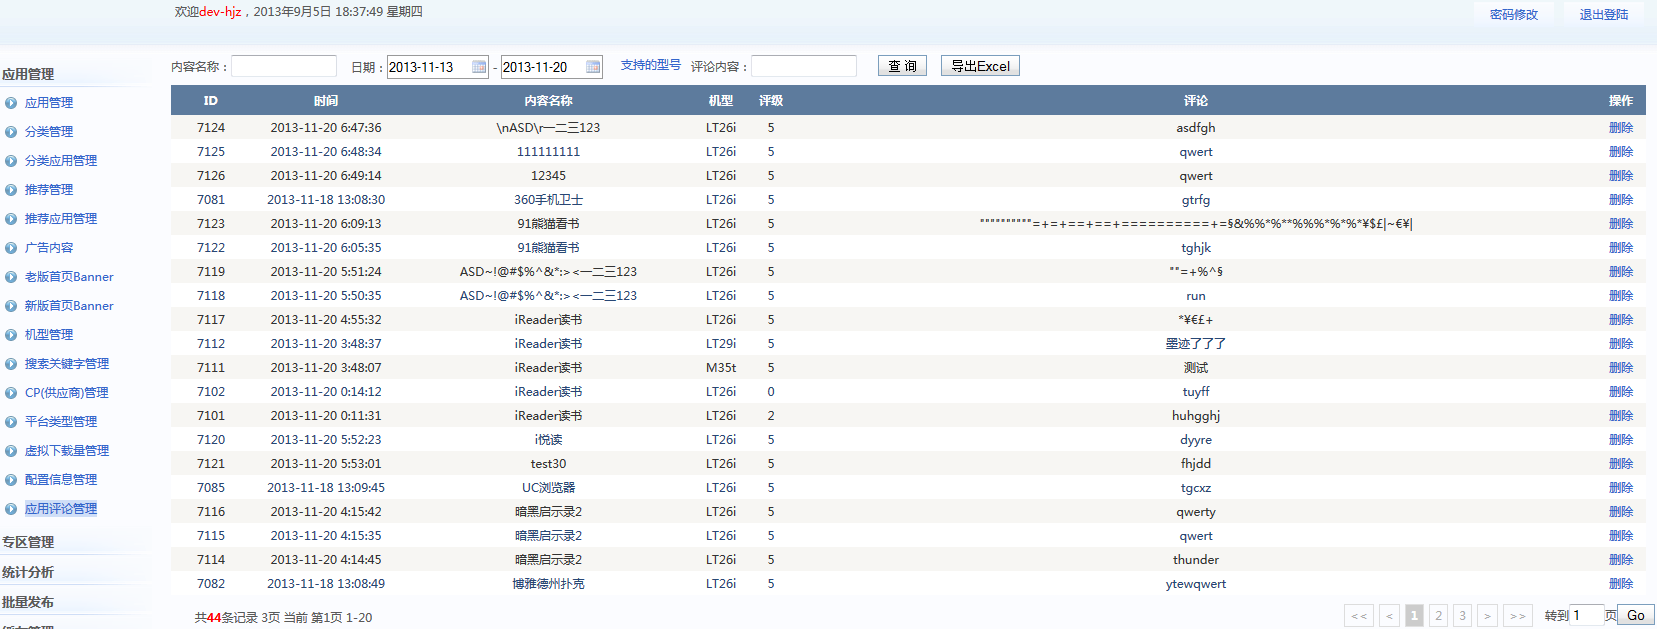 欢迎dev-hjz，2013年9月5日 18:37:49 星期四
密码修改 退出登陆
应用管理
应用管理
分类管理
分类应用管理
推荐管理
推荐应用管理
广告内容
老版首页Banner
新版首页Banner
机型管理
搜索关键字管理
CP(供应商)管理
平台类型管理
虚拟下载量管理
配置信息管理
应用评论管理
专区管理
统计分析
批量发布
内容名称： 日期：2013-11-13 - 2013-11-20 支持的型号 评论内容： 查 询 导出Excel
ID 时间 内容名称 机型 评级 评论 操作
7124 2013-11-20 6:47:36 \nASD\r一二三123 LT26i 5 asdfgh 删除
7125 2013-11-20 6:48:34 111111111 LT26i 5 qwert 删除
7126 2013-11-20 6:49:14 12345 LT26i 5 qwert 删除
7081 2013-11-18 13:08:30 360手机卫士 LT26i 5 gtrfg 删除
7123 2013-11-20 6:09:13 91熊猫看书 LT26i 5 """"""""""=+=+==+==+==========+=§&%%*%**%%%*%*%*¥$£|~€¥| 删除
7122 2013-11-20 6:05:35 91熊猫看书 LT26i 5 tghjk 删除
7119 2013-11-20 5:51:24 ASD~!@#$%^&*:><一二三123 LT26i 5 ""=+%^§ 删除
7118 2013-11-20 5:50:35 ASD~!@#$%^&*:><一二三123 LT26i 5 run 删除
7117 2013-11-20 4:55:32 iReader读书 LT26i 5 *¥€£+ 删除
7112 2013-11-20 3:48:37 iReader读书 LT29i 5 墨迹了了了 删除
7111 2013-11-20 3:48:07 iReader读书 M35t 5 测试 删除
7102 2013-11-20 0:14:12 iReader读书 LT26i 0 tuyff 删除
7101 2013-11-20 0:11:31 iReader读书 LT26i 2 huhgghj 删除
7120 2013-11-20 5:52:23 i悦读 LT26i 5 dyyre 删除
7121 2013-11-20 5:53:01 test30 LT26i 5 fhjdd 删除
7085 2013-11-18 13:09:45 UC浏览器 LT26i 5 tgcxz 删除
7116 2013-11-20 4:15:42 暗黑启示录2 LT26i 5 qwerty 删除
7115 2013-11-20 4:15:35 暗黑启示录2 LT26i 5 qwert 删除
7114 2013-11-20 4:14:45 暗黑启示录2 LT26i 5 thunder 删除
7082 2013-11-18 13:08:49 博雅德州扑克 LT26i 5 ytewqwert 删除
共44条记录 3页 当前 第1页 1-20 << < 1 2 3 > >> 转到 1 页 Go